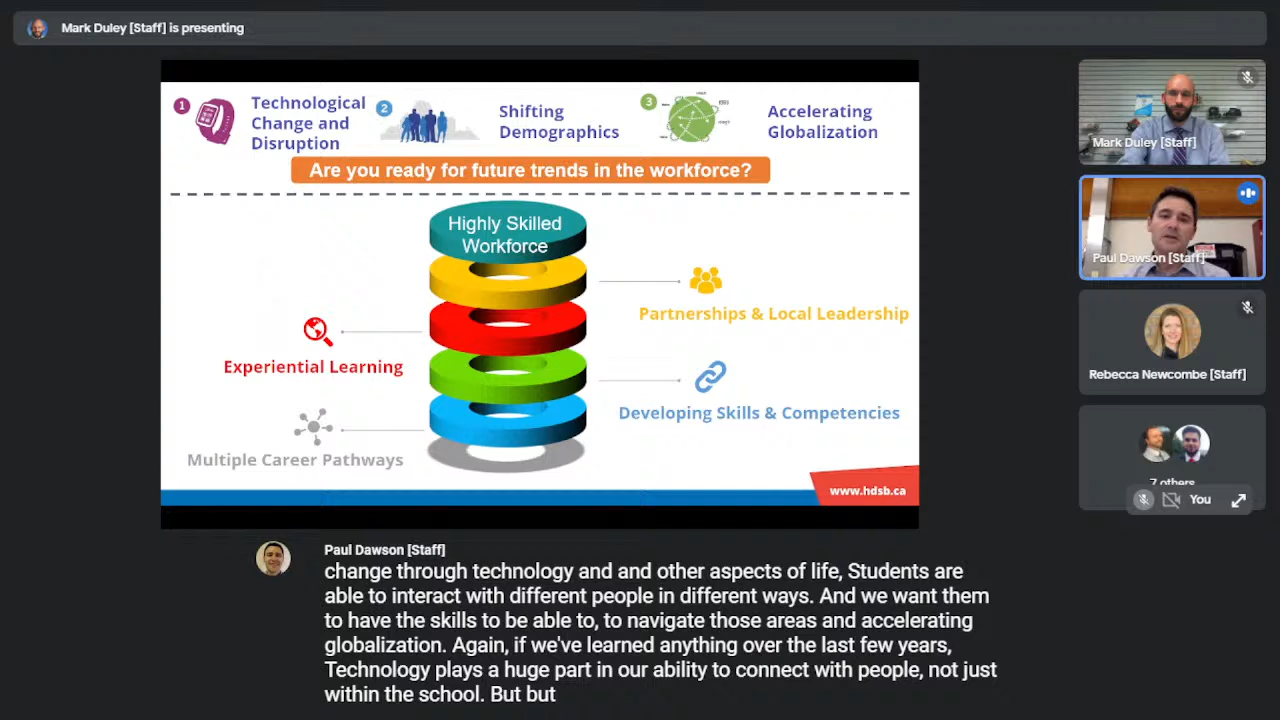 Mark Duley [Staff] is presenting
1
Technological
Change and
Disruption
2
Shifting
Demographics
3
Accelerating
Globalization
Are you ready for future trends in the workforce?
Highly Skilled
Workforce
Partnerships & Local Leadership
Experiential Learning
Developing Skills & Competencies
Multiple Career Pathways
www.hdsb.ca
Mark Duley [Staff]
Paul Dawson [Staff]
Rebecca Newcombe [Staff]
7 others
You
Paul Dawson [Staff]
change through technology and and other aspects of life, Students are
able to interact with different people in different ways. And we want them
to have the skills to be able to, to navigate those areas and accelerating
globalization. Again, if we've learned anything over the last few years,
Technology plays a huge part in our ability to connect with people, not just
within the school. But but